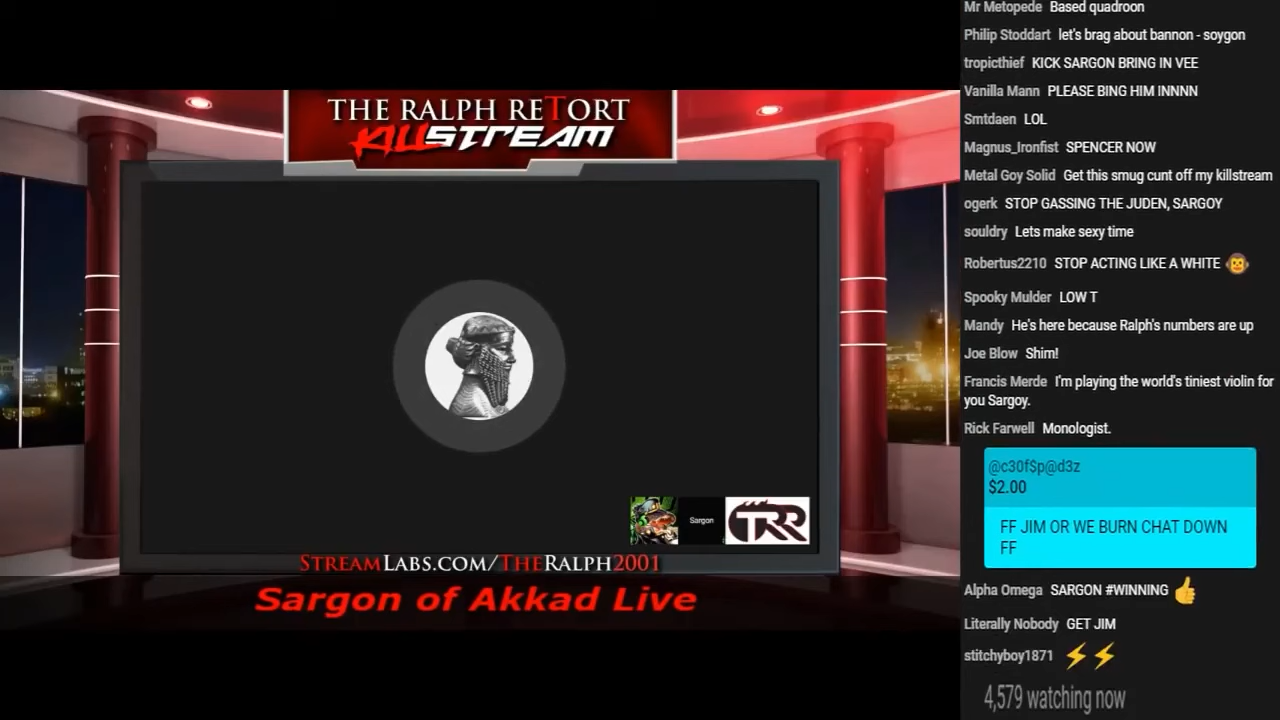 THE RALPH RETORT
KILLSTREAM
Sargon
TRR
STREAMLABS.COM/THERALPH2001
Sargon of Akkad Live
Mr Metopede Based quadroon
Philip Stoddart let's brag about bannon - soygon
tropicthief KICK SARGON BRING IN VEE
Vanilla Mann PLEASE BING HIM INNNN
Smtdaen LOL
Magnus_Ironfist SPENCER NOW
Metal Goy Solid Get this smug cunt off my killstream
ogerk STOP GASSING THE JUDEN, SARGOY
souldry Lets make sexy time
Robertus2210 STOP ACTING LIKE A WHITE 🐵
Spooky Mulder LOW T
Mandy He's here because Ralph's numbers are up
Joe Blow Shim!
Francis Merde I'm playing the world's tiniest violin for
you Sargoy.
Rick Farwell Monologist.
@c30f$p@d3z
$2.00
FF JIM OR WE BURN CHAT DOWN
FF
Alpha Omega SARGON #WINNING 👍
Literally Nobody GET JIM
stitchyboy1871 ⚡⚡
4,579 watching now